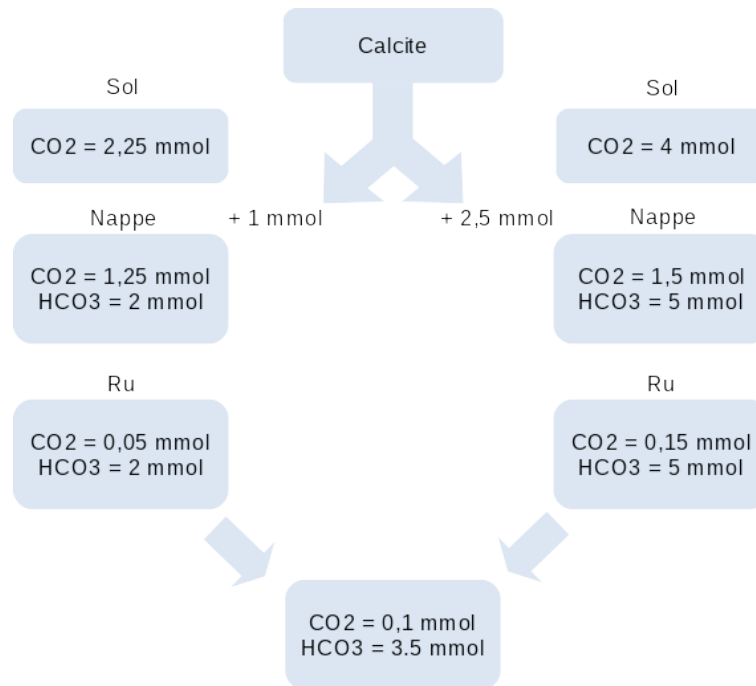 Calcite
Sol
CO2 = 2,25 mmol
Sol
CO2 = 4 mmol
Nappe
+ 1 mmol
+ 2,5 mmol
Nappe
CO2 = 1,25 mmol
HCO3 = 2 mmol
CO2 = 1,5 mmol
HCO3 = 5 mmol
Ru
CO2 = 0,05 mmol
HCO3 = 2 mmol
Ru
CO2 = 0,15 mmol
HCO3 = 5 mmol
CO2 = 0,1 mmol
HCO3 = 3.5 mmol